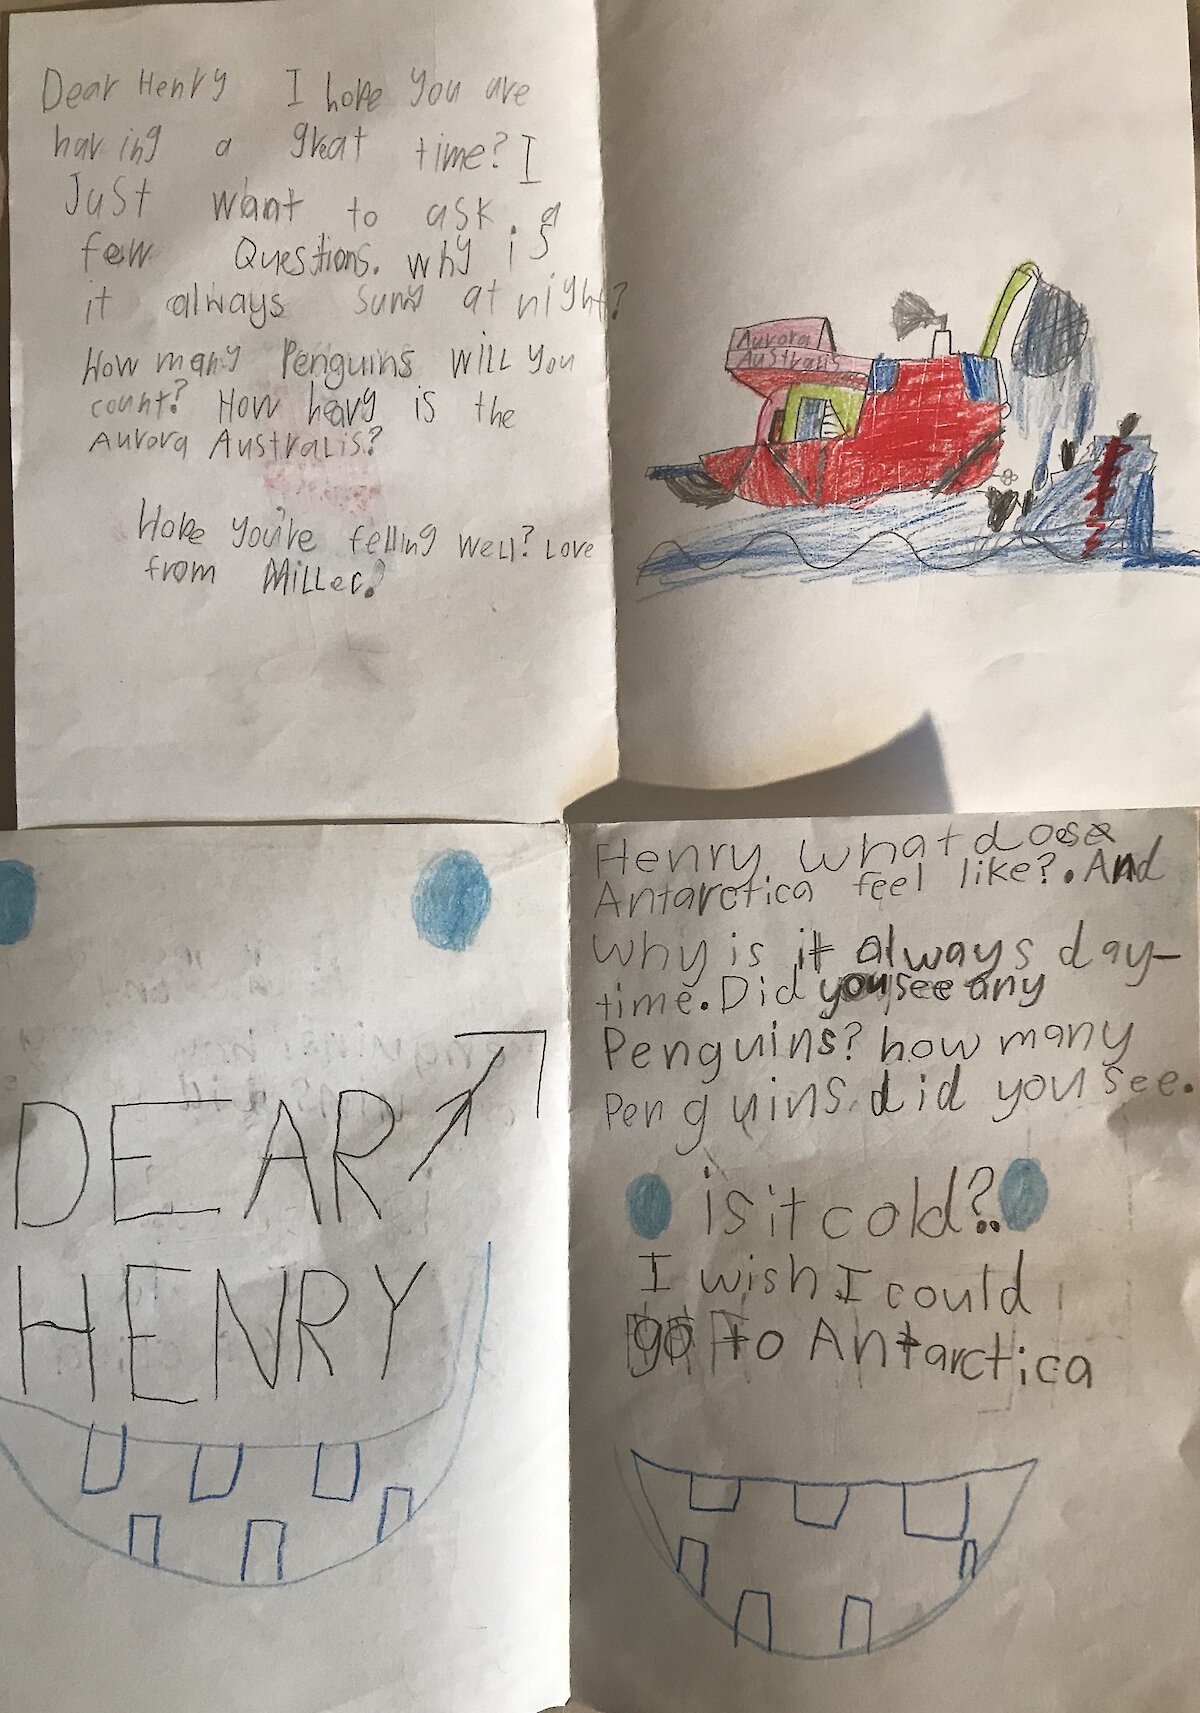 Dear Henry I hope you are
having a great time? I
Just want to ask a
few Questions. why is
it always sunny at night?
How many Penguins will you
count? How heavy is the
Aurora Australis?
Hope you're felling well? Love
from Miller.
Aurora
Australis
DEAR
HENRY
Henry what dose
Antarctica feel like?. And
why is it always day-
time. Did you see any
Penguins? how many
Penguins did you see.
is it cold?.
I wish I could
go to Antarctica